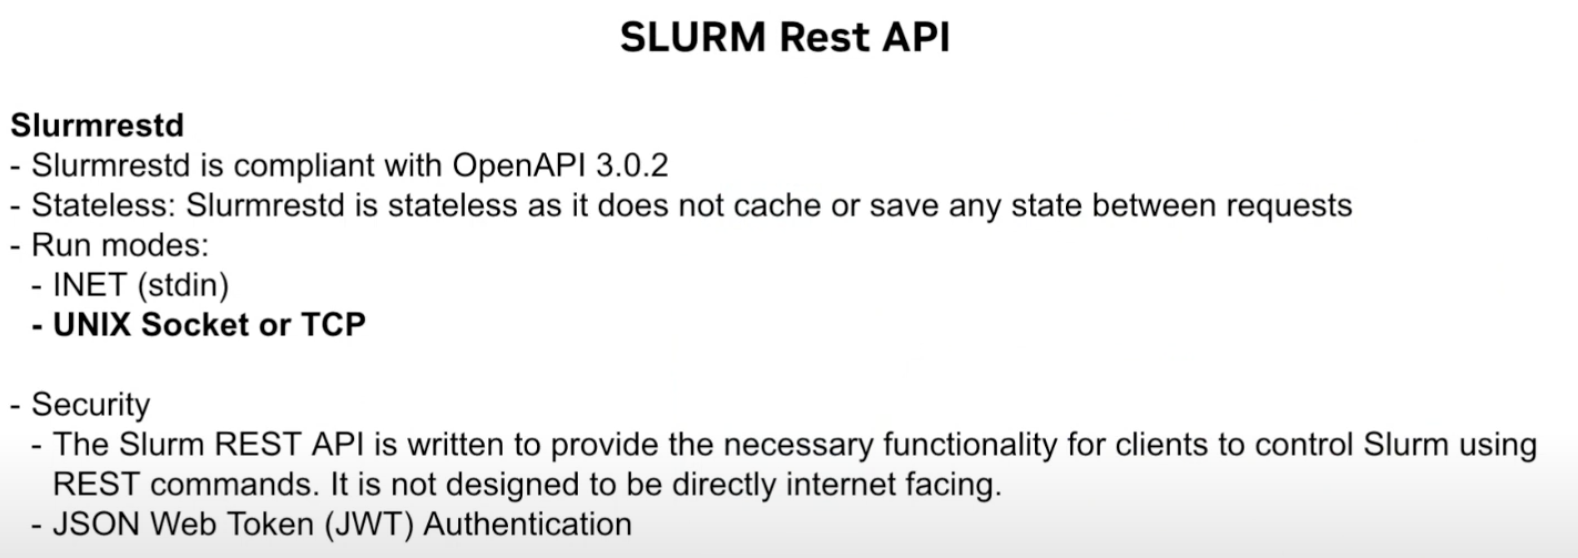 SLURM Rest API
Slurmrestd
- Slurmrestd is compliant with OpenAPI 3.0.2
- Stateless: Slurmrestd is stateless as it does not cache or save any state between requests
- Run modes:
- INET (stdin)
- UNIX Socket or TCP
- Security
- The Slurm REST API is written to provide the necessary functionality for clients to control Slurm using
REST commands. It is not designed to be directly internet facing.
- JSON Web Token (JWT) Authentication